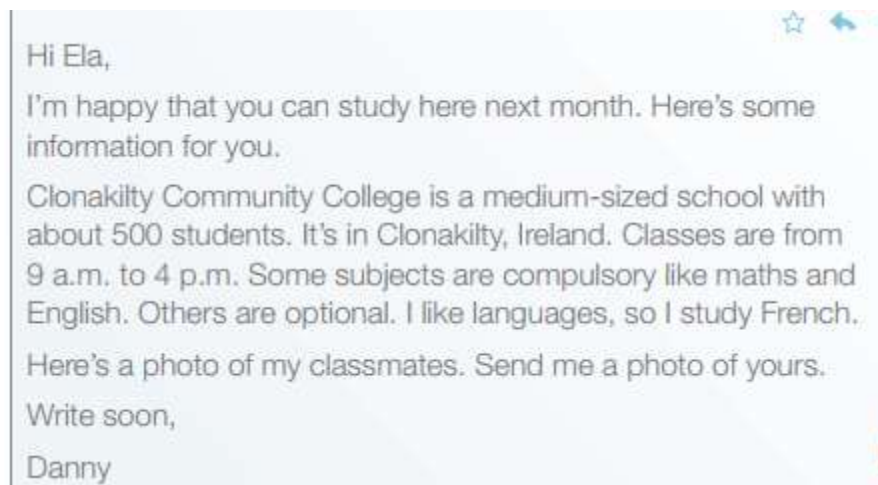 Hi Ela,
I'm happy that you can study here next month. Here's some
information for you.
Clonakilty Community College is a medium-sized school with
about 500 students. It's in Clonakilty, Ireland. Classes are from
9 a.m. to 4 p.m. Some subjects are compulsory like maths and
English. Others are optional. I like languages, so I study French.
Here's a photo of my classmates. Send me a photo of yours.
Write soon,
Danny